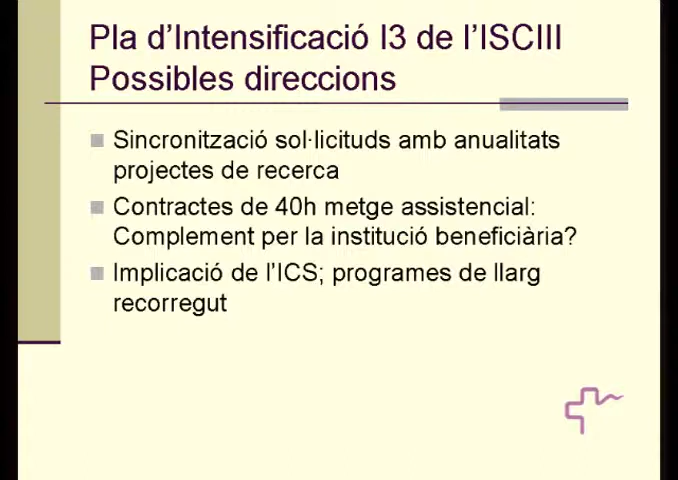 Pla d'Intensificació I3 de l'ISCIII
Possibles direccions
Sincronització sol·licituds amb anualitats
projectes de recerca
Contractes de 40h metge assistencial:
Complement per la institució beneficiària?
Implicació de l'ICS; programes de llarg
recorregut